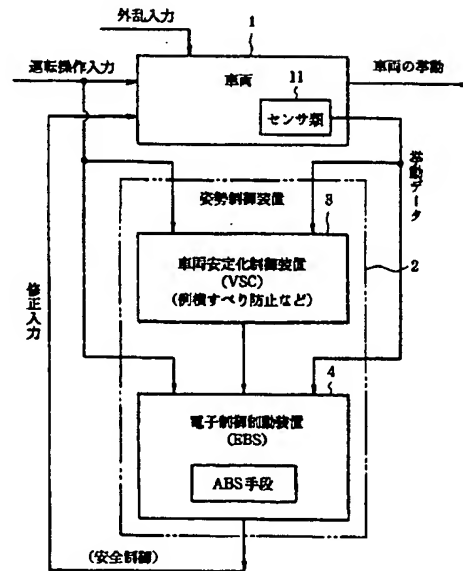 外乱入力
1
運転操作入力
車両
車両の挙動
11
センサ類
挙動データ
姿勢制御装置
3
車両安定化制御装置
(VSC)
(例横すべり防止など)
2
修正入力
4
電子制御制動装置
(EBS)
ABS手段
(安全制御)